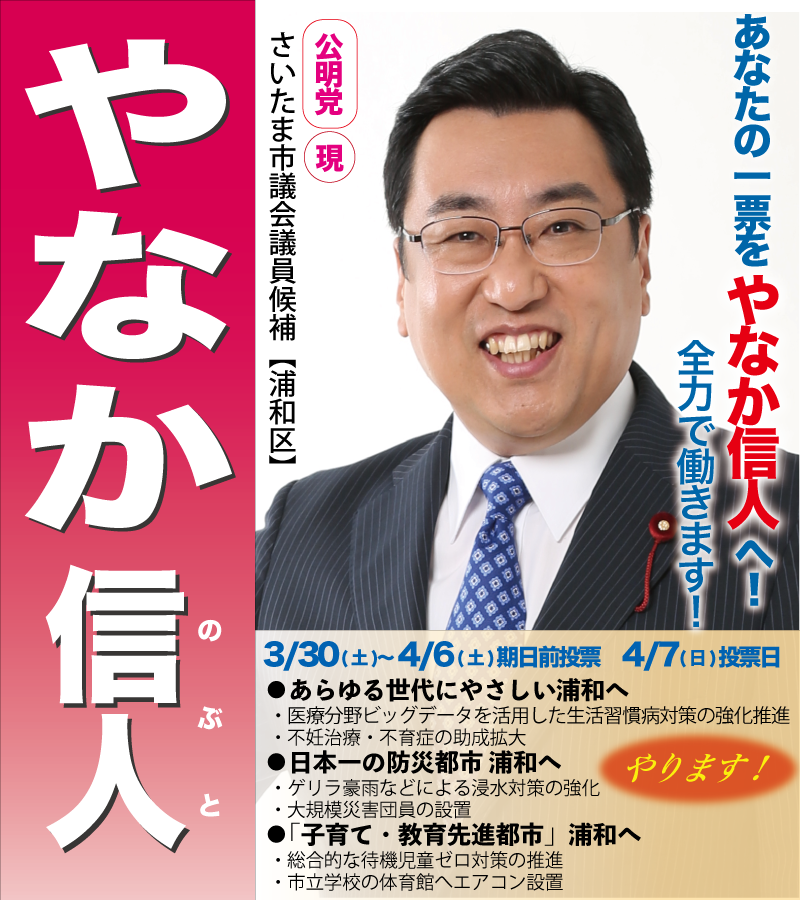 あなたの一票を やなか信人 へ！
全力で働きます！
公明党 現
さいたま市議会議員候補 【浦和区】
やなか 信人
のぶと
3/30(土)〜4/6(土)期日前投票 4/7(日)投票日
●あらゆる世代にやさしい浦和へ
・医療分野ビッグデータを活用した生活習慣病対策の強化推進
・不妊治療・不育症の助成拡大
●日本一の防災都市 浦和へ
・ゲリラ豪雨などによる浸水対策の強化
・大規模災害団員の設置
●「子育て・教育先進都市」浦和へ
・総合的な待機児童ゼロ対策の推進
・市立学校の体育館へエアコン設置
やります！